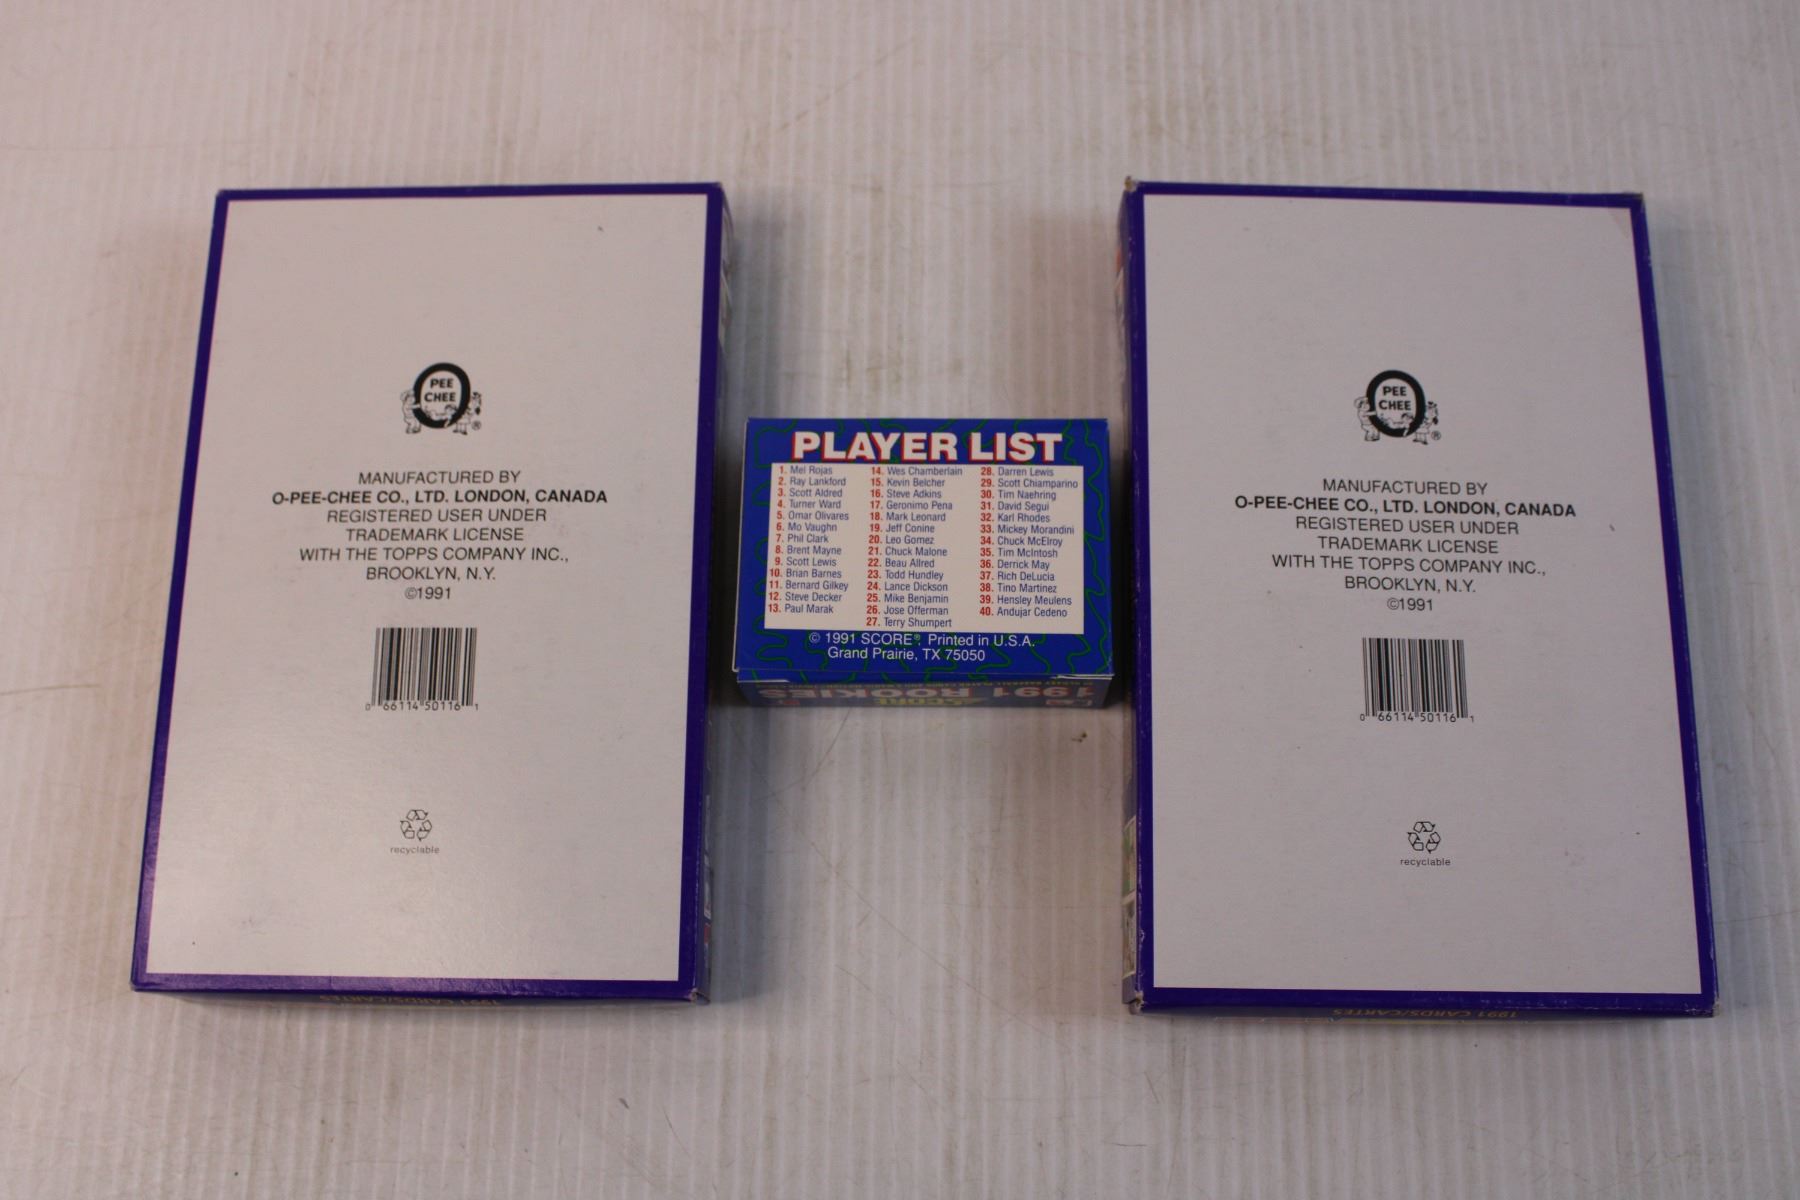 PEE
CHEE
®
MANUFACTURED BY
O-PEE-CHEE CO., LTD. LONDON, CANADA
REGISTERED USER UNDER
TRADEMARK LICENSE
WITH THE TOPPS COMPANY INC.,
BROOKLYN, N.Y.
©1991
0 66114 50116 1
recyclable
1991 CARDS/CARTES
PLAYER LIST
1. Mel Rojas
2. Ray Lankford
3. Scott Aldred
4. Turner Ward
5. Omar Olivares
6. Mo Vaughn
7. Phil Clark
8. Brent Mayne
9. Scott Lewis
10. Brian Barnes
11. Bernard Gilkey
12. Steve Decker
13. Paul Marak
14. Wes Chamberlain
15. Kevin Belcher
16. Steve Adkins
17. Geronimo Pena
18. Mark Leonard
19. Jeff Conine
20. Leo Gomez
21. Chuck Malone
22. Beau Allred
23. Todd Hundley
24. Lance Dickson
25. Mike Benjamin
26. Jose Offerman
27. Terry Shumpert
28. Darren Lewis
29. Scott Chiamparino
30. Tim Naehring
31. David Segui
32. Karl Rhodes
33. Mickey Morandini
34. Chuck McElroy
35. Tim McIntosh
36. Derrick May
37. Rich DeLucia
38. Tino Martinez
39. Hensley Meulens
40. Andujar Cedeno
© 1991 SCORE®. Printed in U.S.A.
Grand Prairie, TX 75050
SCORE
1991 ROOKIES
PEE
CHEE
®
MANUFACTURED BY
O-PEE-CHEE CO., LTD. LONDON, CANADA
REGISTERED USER UNDER
TRADEMARK LICENSE
WITH THE TOPPS COMPANY INC.,
BROOKLYN, N.Y.
©1991
0 66114 50116 1
recyclable
1991 CARDS/CARTES